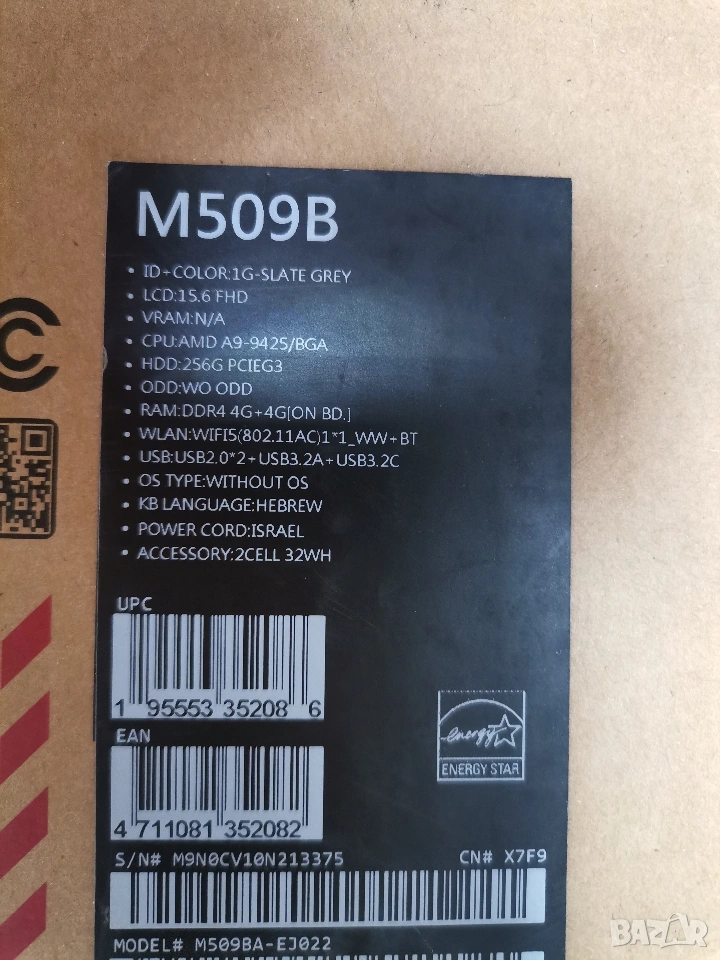 M509B
• ID+COLOR:1G-SLATE GREY
• LCD:15.6 FHD
• VRAM:N/A
• CPU:AMD A9-9425/BGA
• HDD:256G PCIEG3
• ODD:WO ODD
• RAM:DDR4 4G+4G[ON BD.]
• WLAN:WIFI5(802.11AC)1*1_WW+BT
• USB:USB2.0*2+USB3.2A+USB3.2C
• OS TYPE:WITHOUT OS
• KB LANGUAGE:HEBREW
• POWER CORD:ISRAEL
• ACCESSORY:2CELL 32WH
UPC
1 95553 35208 6
energy
ENERGY STAR
EAN
4 711081 352082
S/N# M9N0CV10N213375 CN# X7F9
MODEL# M509BA-EJ022
BAZAR